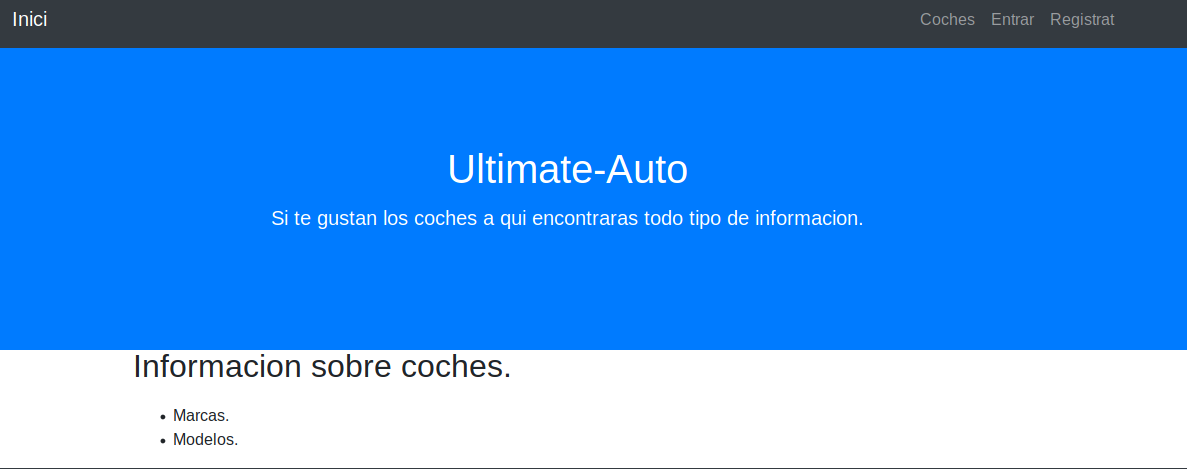 Inici
Coches Entrar Registrat
Ultimate-Auto
Si te gustan los coches a qui encontraras todo tipo de informacion.
Informacion sobre coches.
Marcas.
Modelos.